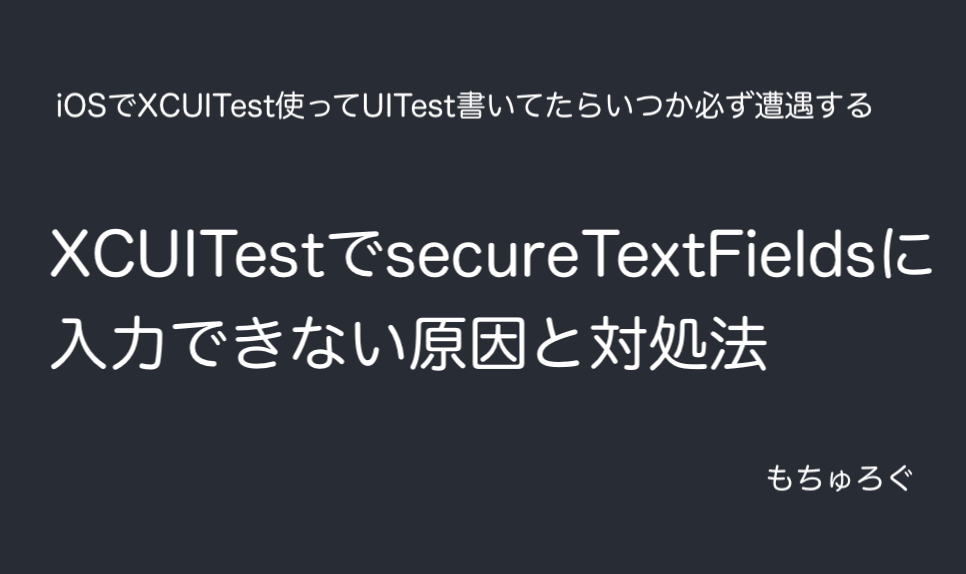 iOSでXCUITest使ってUITest書いてたらいつか必ず遭遇する
XCUITestでsecureTextFieldsに
入力できない原因と対処法
もちゅろぐ